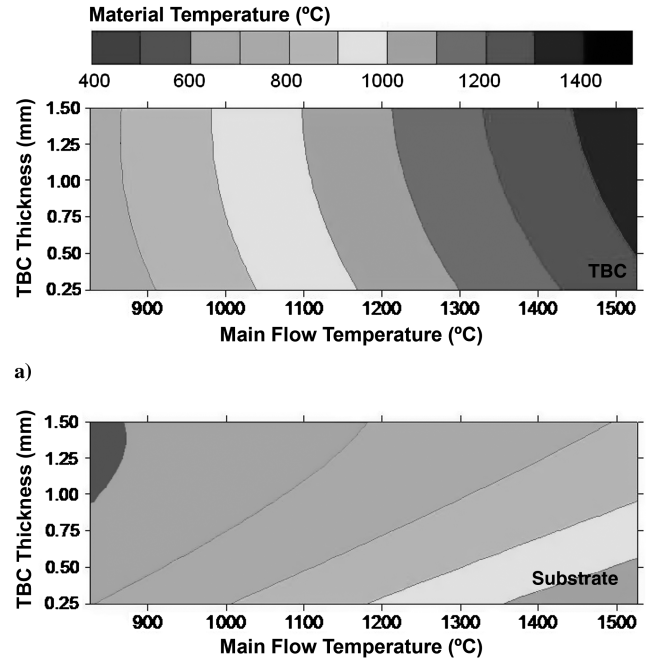 Material Temperature (ºC)
400 600 800 1000 1200 1400
1.50
1.25
1.00
0.75
0.50
0.25
TBC Thickness (mm)
TBC
900 1000 1100 1200 1300 1400 1500
Main Flow Temperature (ºC)
a)
1.50
1.25
1.00
0.75
0.50
0.25
TBC Thickness (mm)
Substrate
900 1000 1100 1200 1300 1400 1500
Main Flow Temperature (ºC)